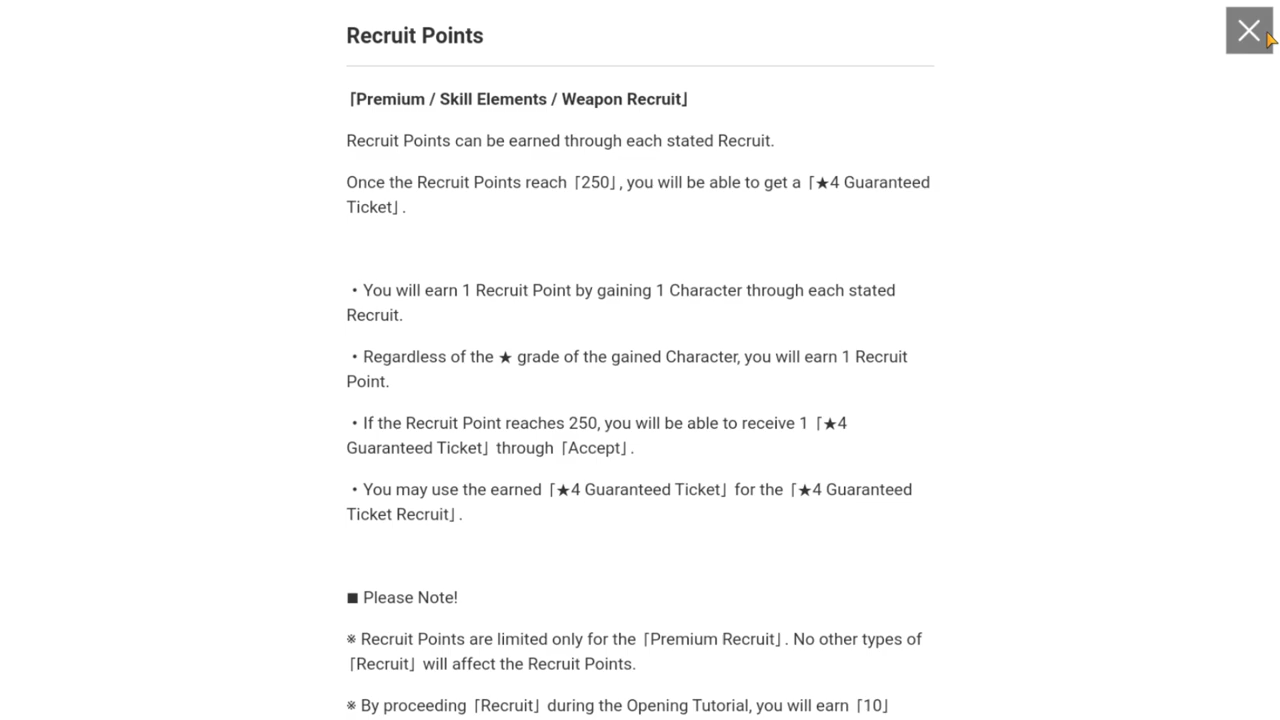 Recruit Points
「Premium / Skill Elements / Weapon Recruit」
Recruit Points can be earned through each stated Recruit.
Once the Recruit Points reach「250」, you will be able to get a「★4 Guaranteed
Ticket」.
・You will earn 1 Recruit Point by gaining 1 Character through each stated
Recruit.
・Regardless of the ★ grade of the gained Character, you will earn 1 Recruit
Point.
・If the Recruit Point reaches 250, you will be able to receive 1「★4
Guaranteed Ticket」through「Accept」.
・You may use the earned「★4 Guaranteed Ticket」for the「★4 Guaranteed
Ticket Recruit」.
■ Please Note!
※ Recruit Points are limited only for the「Premium Recruit」. No other types of
「Recruit」will affect the Recruit Points.
※ By proceeding「Recruit」during the Opening Tutorial, you will earn「10」